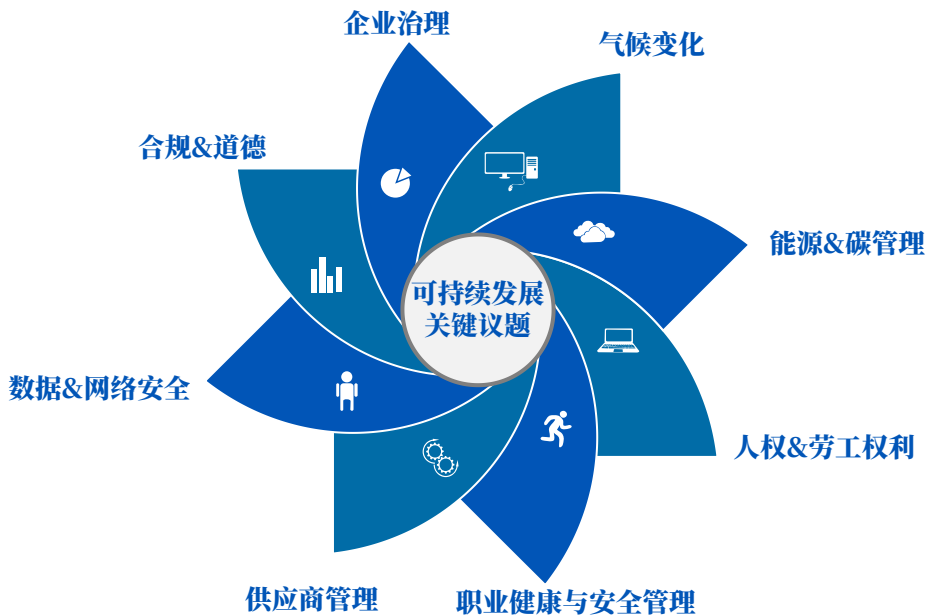 企业治理
气候变化
合规&道德
能源&碳管理
可持续发展
关键议题
数据&网络安全
人权&劳工权利
供应商管理
职业健康与安全管理